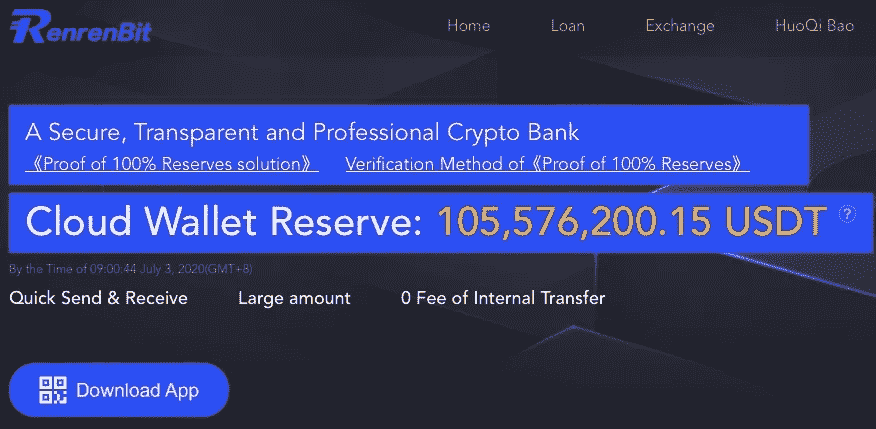 RenrenBit
Home Loan Exchange HuoQi Bao
A Secure, Transparent and Professional Crypto Bank
《Proof of 100% Reserves solution》 Verification Method of《Proof of 100% Reserves》
Cloud Wallet Reserve: 105,576,200.15 USDT ?
By the Time of 09:00:44 July 3, 2020(GMT+8)
Quick Send & Receive Large amount 0 Fee of Internal Transfer
Download App